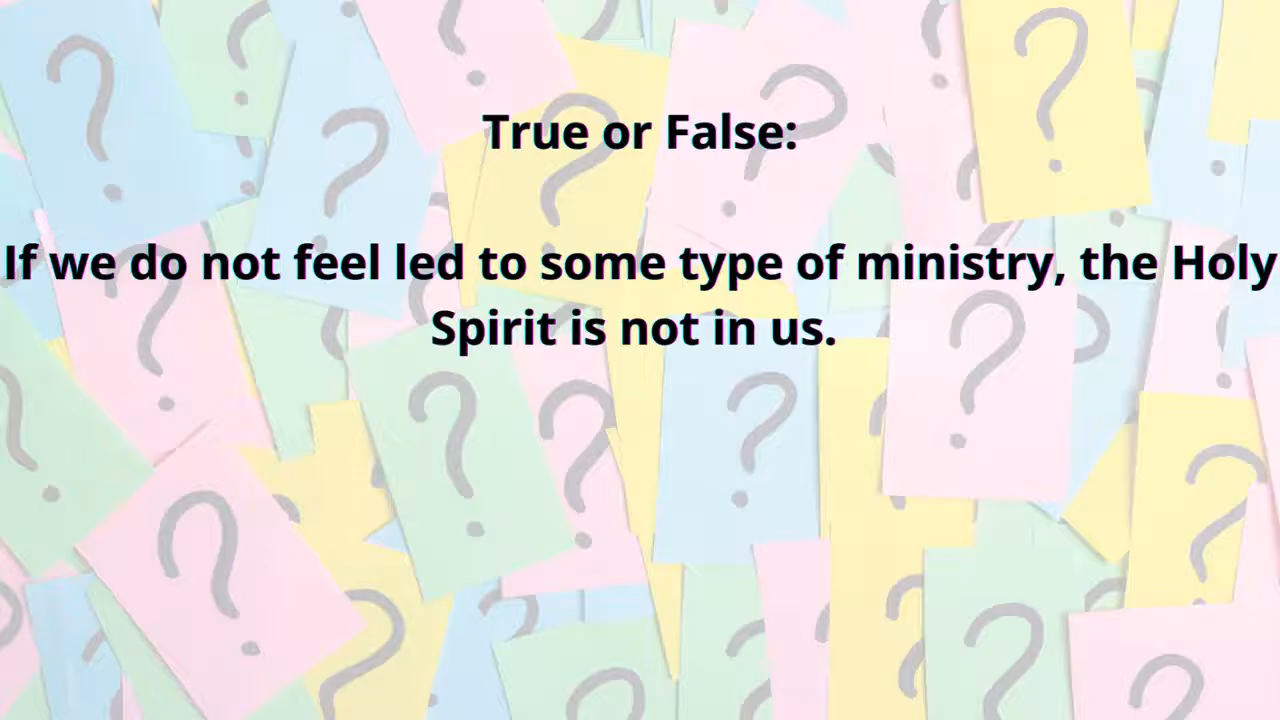 True or False:
If we do not feel led to some type of ministry, the Holy
Spirit is not in us.